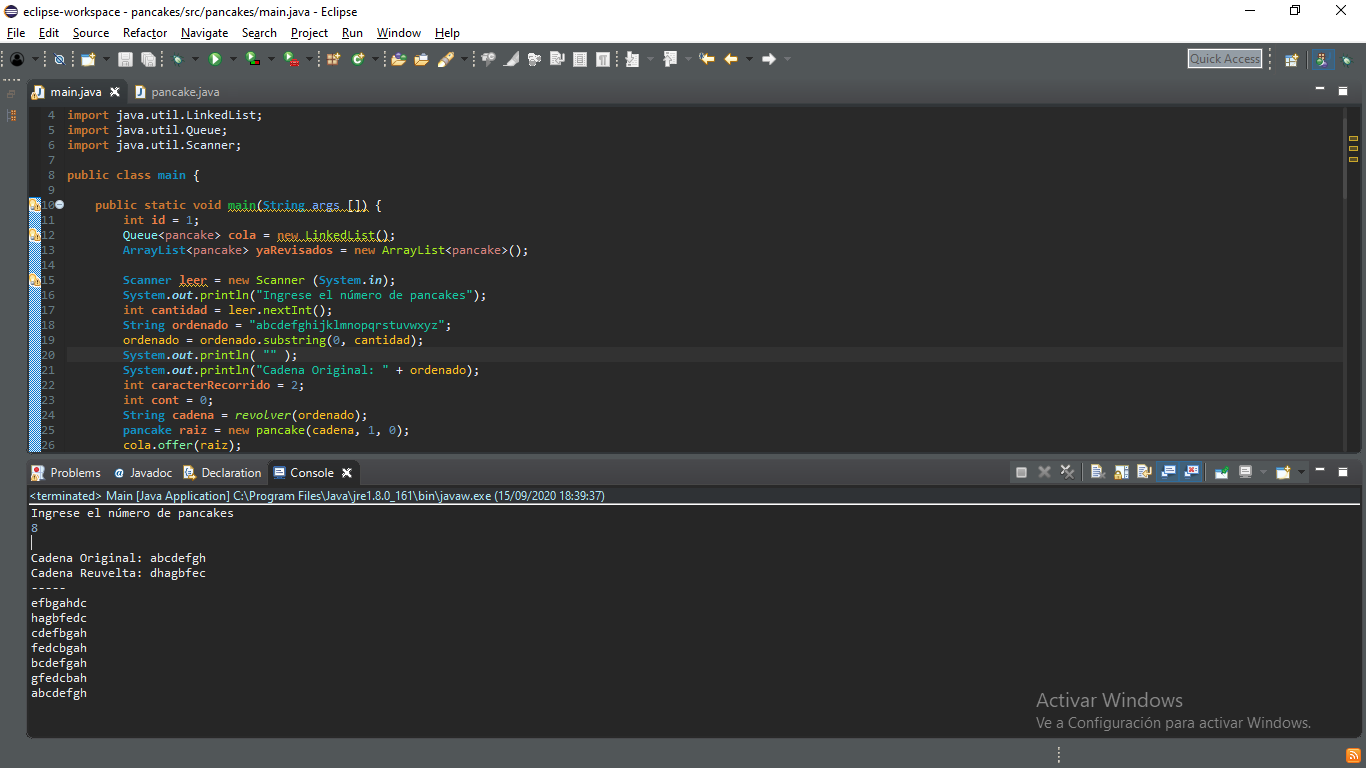 eclipse-workspace - pancakes/src/pancakes/main.java - Eclipse
File Edit Source Refactor Navigate Search Project Run Window Help
Quick Access
main.java pancake.java
4 import java.util.LinkedList;
5 import java.util.Queue;
6 import java.util.Scanner;
7
8 public class main {
9
10 public static void main(String args []) {
11 int id = 1;
12 Queue<pancake> cola = new LinkedList();
13 ArrayList<pancake> yaRevisados = new ArrayList<pancake>();
14
15 Scanner leer = new Scanner (System.in);
16 System.out.println("Ingrese el número de pancakes");
17 int cantidad = leer.nextInt();
18 String ordenado = "abcdefghijklmnopqrstuvwxyz";
19 ordenado = ordenado.substring(0, cantidad);
20 System.out.println( "" );
21 System.out.println("Cadena Original: " + ordenado);
22 int caracterRecorrido = 2;
23 int cont = 0;
24 String cadena = revolver(ordenado);
25 pancake raiz = new pancake(cadena, 1, 0);
26 cola.offer(raiz);
Problems Javadoc Declaration Console
<terminated> Main [Java Application] C:\Program Files\Java\jre1.8.0_161\bin\javaw.exe (15/09/2020 18:39:37)
Ingrese el número de pancakes
8
Cadena Original: abcdefgh
Cadena Reuvelta: dhagbfec
-----
efbgahdc
hagbfedc
cdefbgah
fedcbgah
bcdefgah
gfedcbah
abcdefgh
Activar Windows
Ve a Configuración para activar Windows.